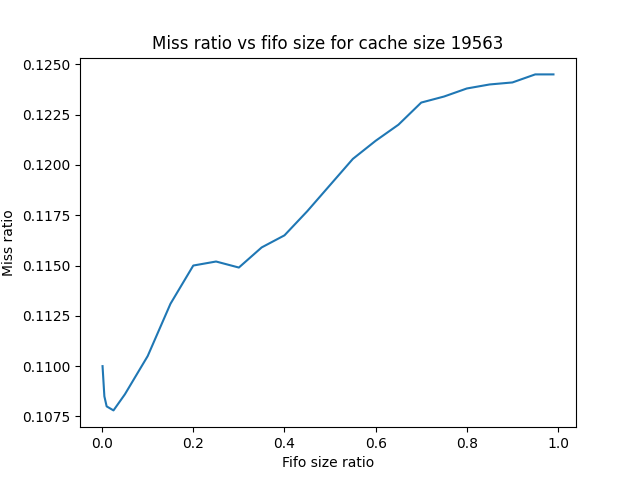 Miss ratio vs fifo size for cache size 19563
0.1250
0.1225
0.1200
0.1175
0.1150
0.1125
0.1100
0.1075
Miss ratio
0.0 0.2 0.4 0.6 0.8 1.0
Fifo size ratio